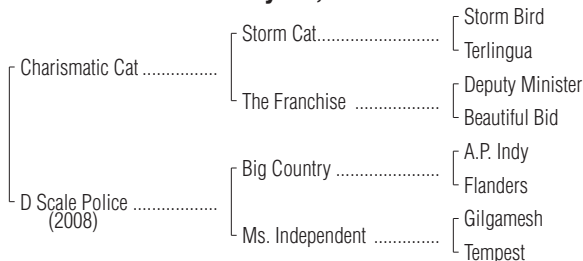 Storm Bird
Storm Cat....................
Terlingua
Charismatic Cat ................
Deputy Minister
The Franchise ..................
Beautiful Bid
A.P. Indy
Big Country ......................
Flanders
D Scale Police ..................
(2008)
Gilgamesh
Ms. Independent ..............
Tempest